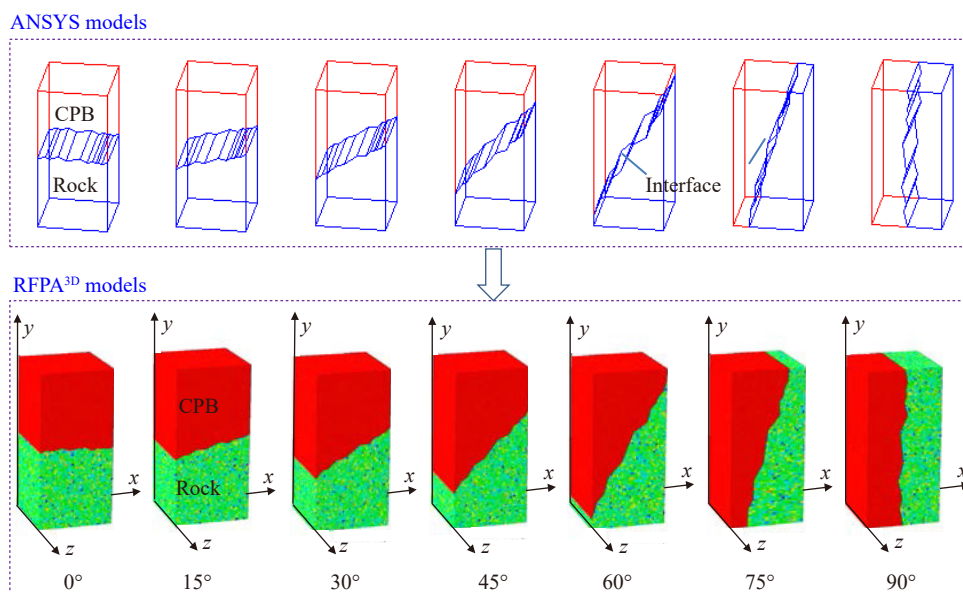 ANSYS models
CPB
Rock
Interface
RFPA³ᴰ models
y y y y y y y
CPB
Rock
x x x x x x x
z z z z z z z
0° 15° 30° 45° 60° 75° 90°